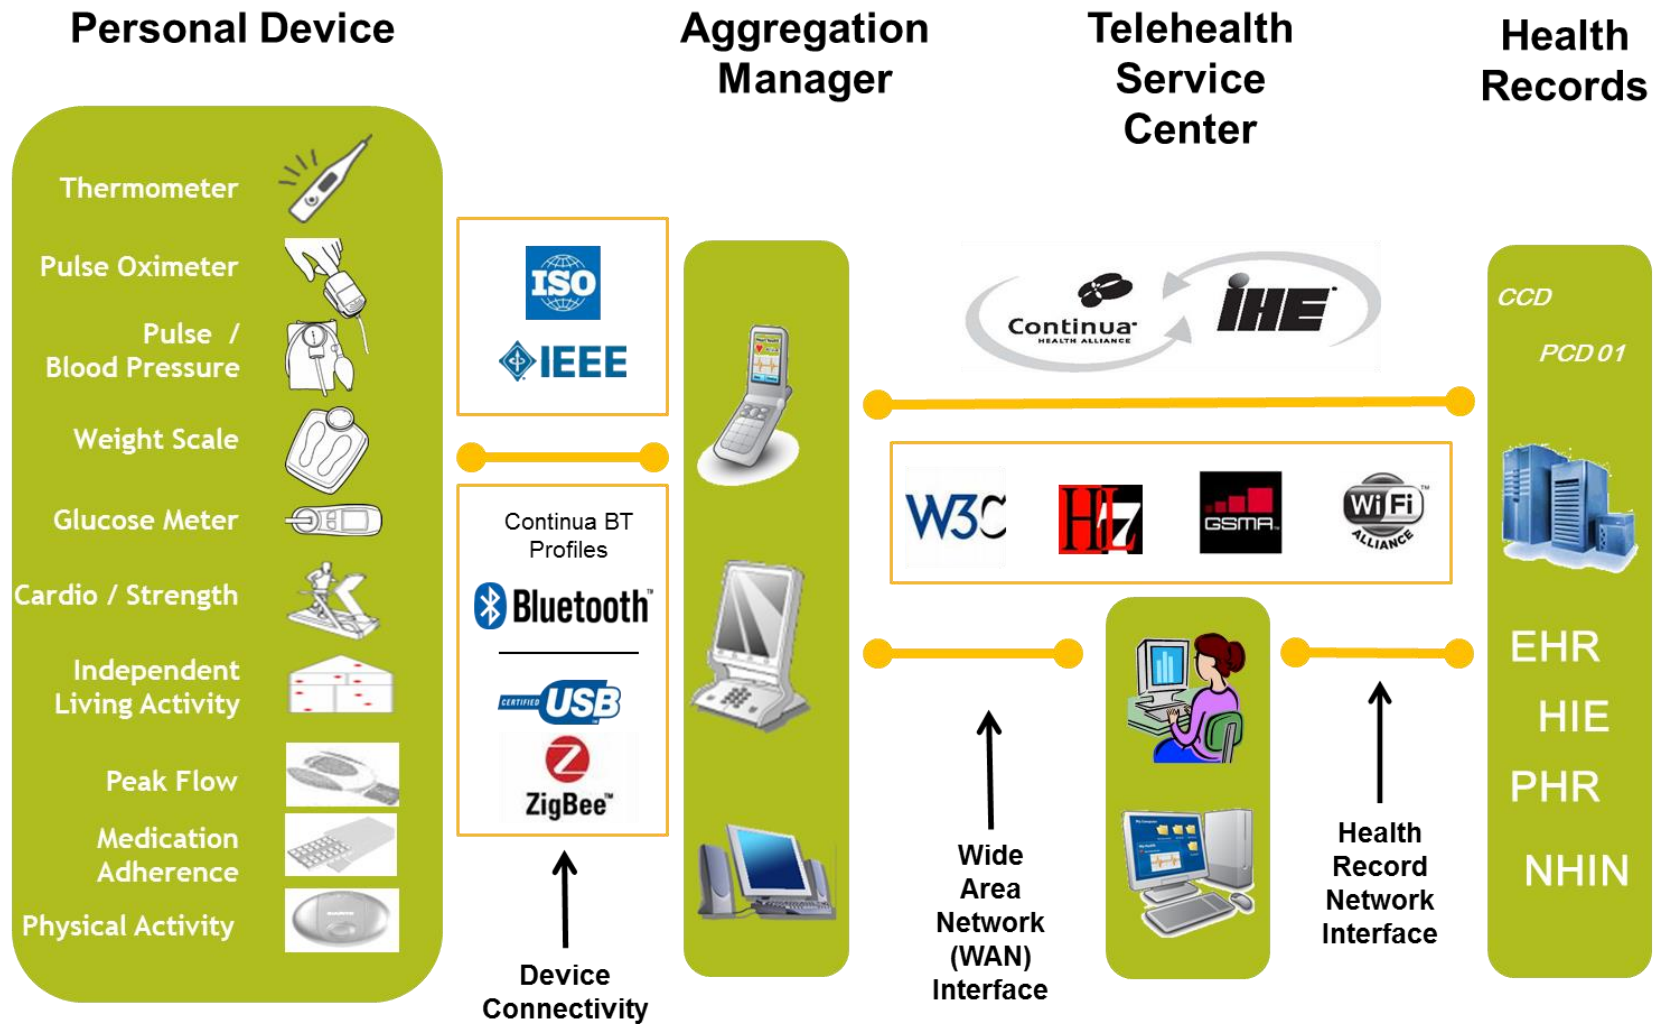 Personal Device
Aggregation
Manager
Telehealth
Service
Center
Health
Records
Thermometer
Pulse Oximeter
Pulse /
Blood Pressure
Weight Scale
Glucose Meter
Cardio / Strength
Independent
Living Activity
Peak Flow
Medication
Adherence
Physical Activity
ISO
IEEE
Continua BT
Profiles
Bluetooth™
CERTIFIED USB
Z
ZigBee™
Device
Connectivity
Continua
HEALTH ALLIANCE
IHE
W3C
HL7
GSMA
WiFi™
ALLIANCE
Wide
Area
Network
(WAN)
Interface
Health
Record
Network
Interface
CCD
PCD 01
EHR
HIE
PHR
NHIN